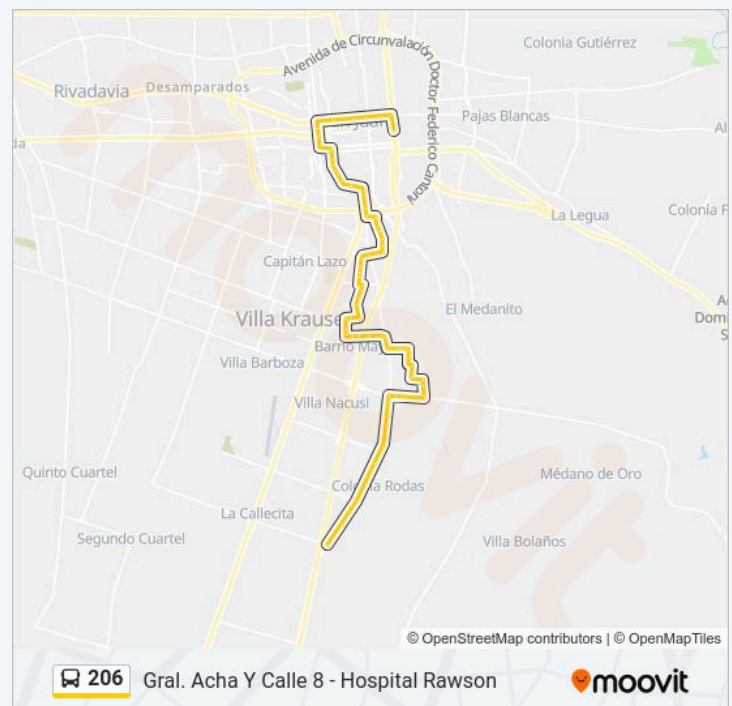 Avenida de Circunvalación Doctor Federico Cantoni
Colonia Gutiérrez
Rivadavia
Desamparados
Pajas Blancas
La Legua
Capitán Lazo
El Medanito
Villa Krause
Villa Barboza
Villa Nacusi
Quinto Cuartel
Colonia Rodas
Médano de Oro
La Callecita
Segundo Cuartel
Villa Bolaños
moovit
© OpenStreetMap contributors | © OpenMapTiles
206
Gral. Acha Y Calle 8 - Hospital Rawson
moovit